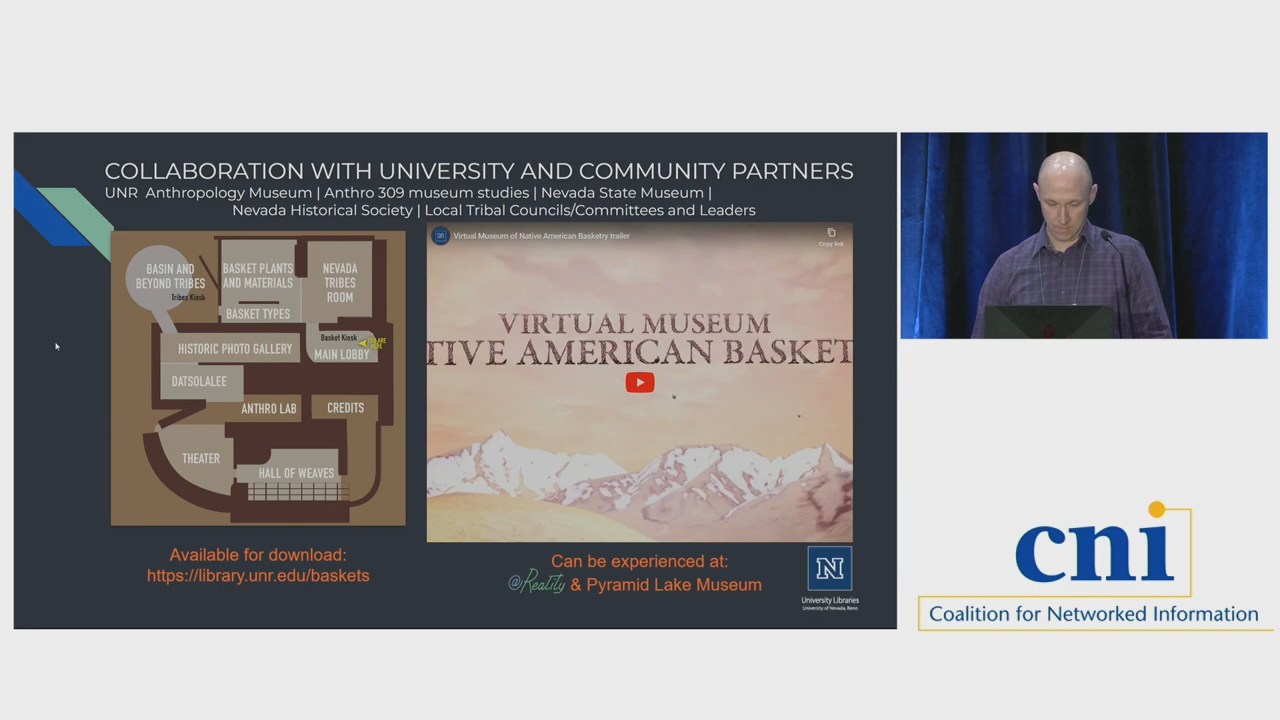 COLLABORATION WITH UNIVERSITY AND COMMUNITY PARTNERS
UNR Anthropology Museum | Anthro 309 museum studies | Nevada State Museum |
Nevada Historical Society | Local Tribal Councils/Committees and Leaders
BASIN AND
BEYOND TRIBES
Tribes Kiosk
BASKET PLANTS
AND MATERIALS
BASKET TYPES
NEVADA
TRIBES
ROOM
HISTORIC PHOTO GALLERY
Basket Kiosk
YOU ARE
HERE
MAIN LOBBY
DATSOLALEE
ANTHRO LAB
CREDITS
THEATER
HALL OF WEAVES
Virtual Museum of Native American Basketry trailer
Copy link
VIRTUAL MUSEUM
TIVE AMERICAN BASKET
Available for download:
https://library.unr.edu/baskets
Can be experienced at:
@Reality & Pyramid Lake Museum
N
University Libraries
University of Nevada, Reno
cni
Coalition for Networked Information